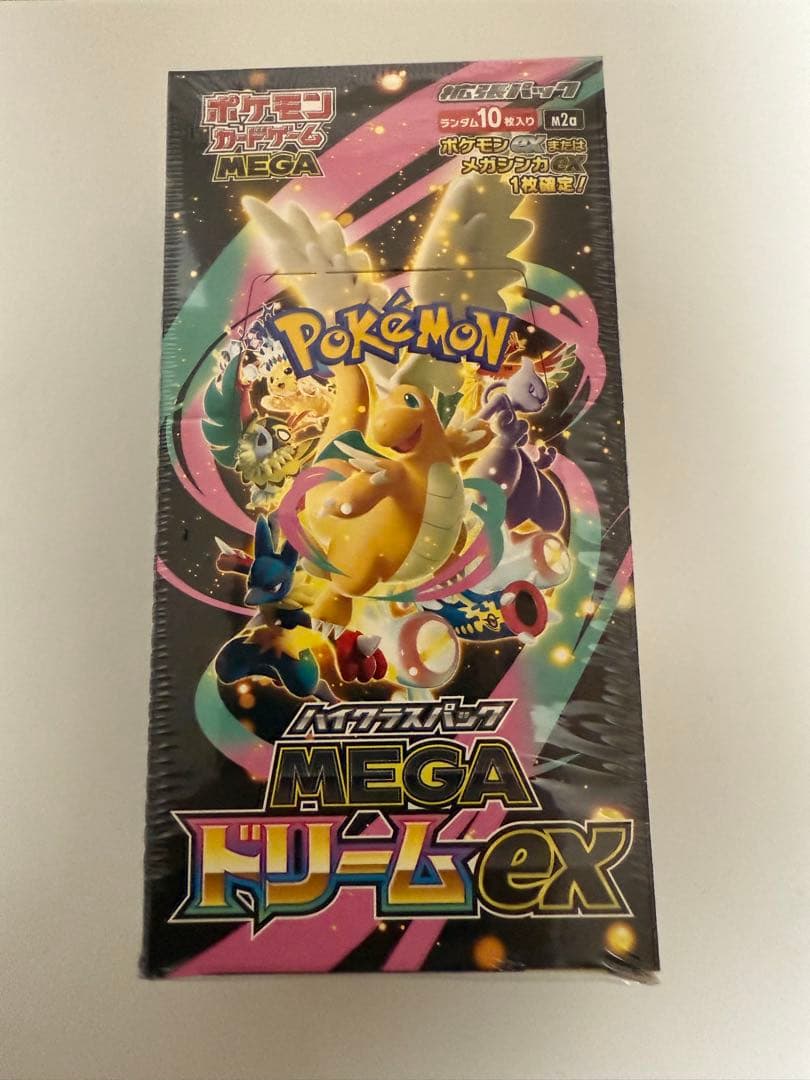 ポケモン
カードゲーム
MEGA
拡張パック
ランダム10枚入り
M2a
ポケモンexまたは
メガシンカex
1枚確定!
POKéMON
TM
ハイクラスパック
MEGA
ドリームex